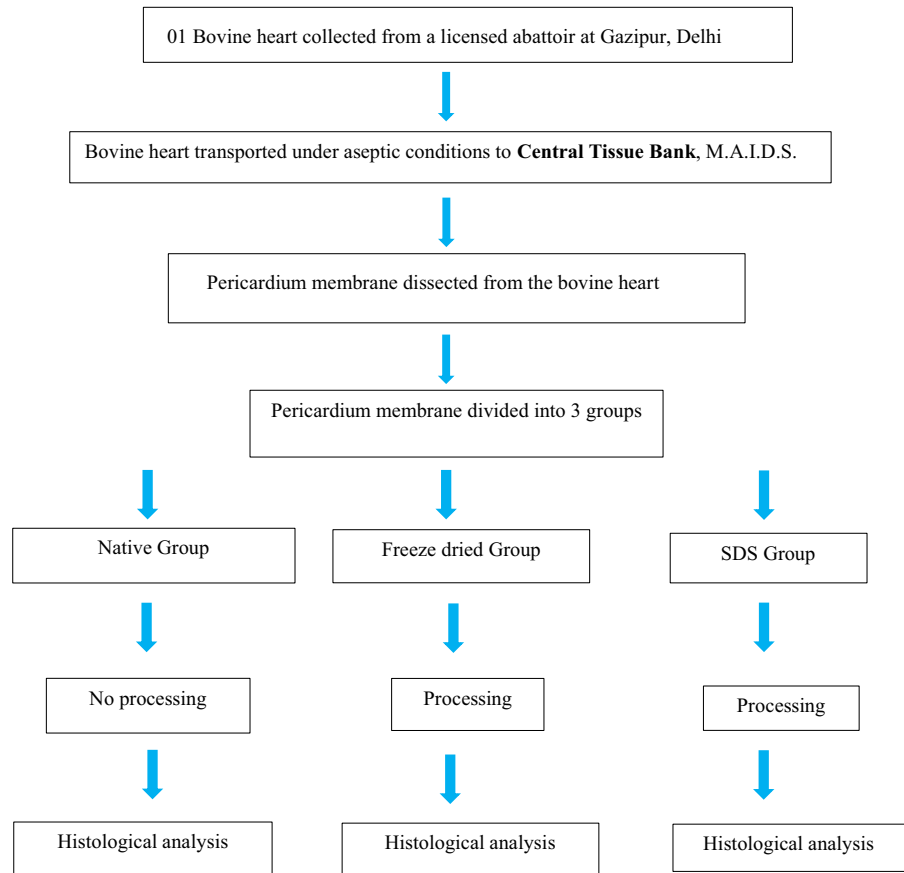 01 Bovine heart collected from a licensed abattoir at Gazipur, Delhi
Bovine heart transported under aseptic conditions to Central Tissue Bank, M.A.I.D.S.
Pericardium membrane dissected from the bovine heart
Pericardium membrane divided into 3 groups
Native Group
Freeze dried Group
SDS Group
No processing
Processing
Processing
Histological analysis
Histological analysis
Histological analysis